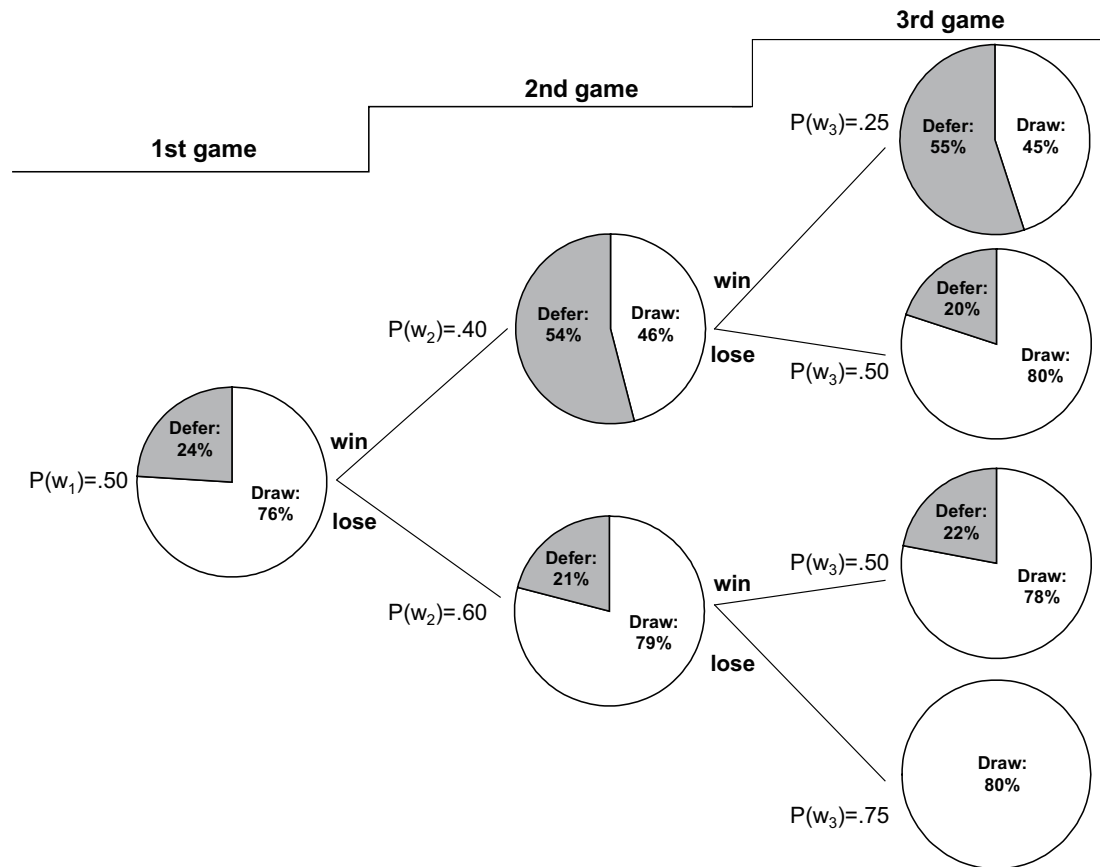 3rd game
2nd game
1st game
P(w3)=.25
Defer:
55%
Draw:
45%
P(w2)=.40
Defer:
54%
Draw:
46%
win
lose
Defer:
20%
Draw:
80%
P(w3)=.50
P(w1)=.50
Defer:
24%
Draw:
76%
win
lose
P(w2)=.60
Defer:
21%
Draw:
79%
win
lose
P(w3)=.50
Defer:
22%
Draw:
78%
Draw:
80%
P(w3)=.75